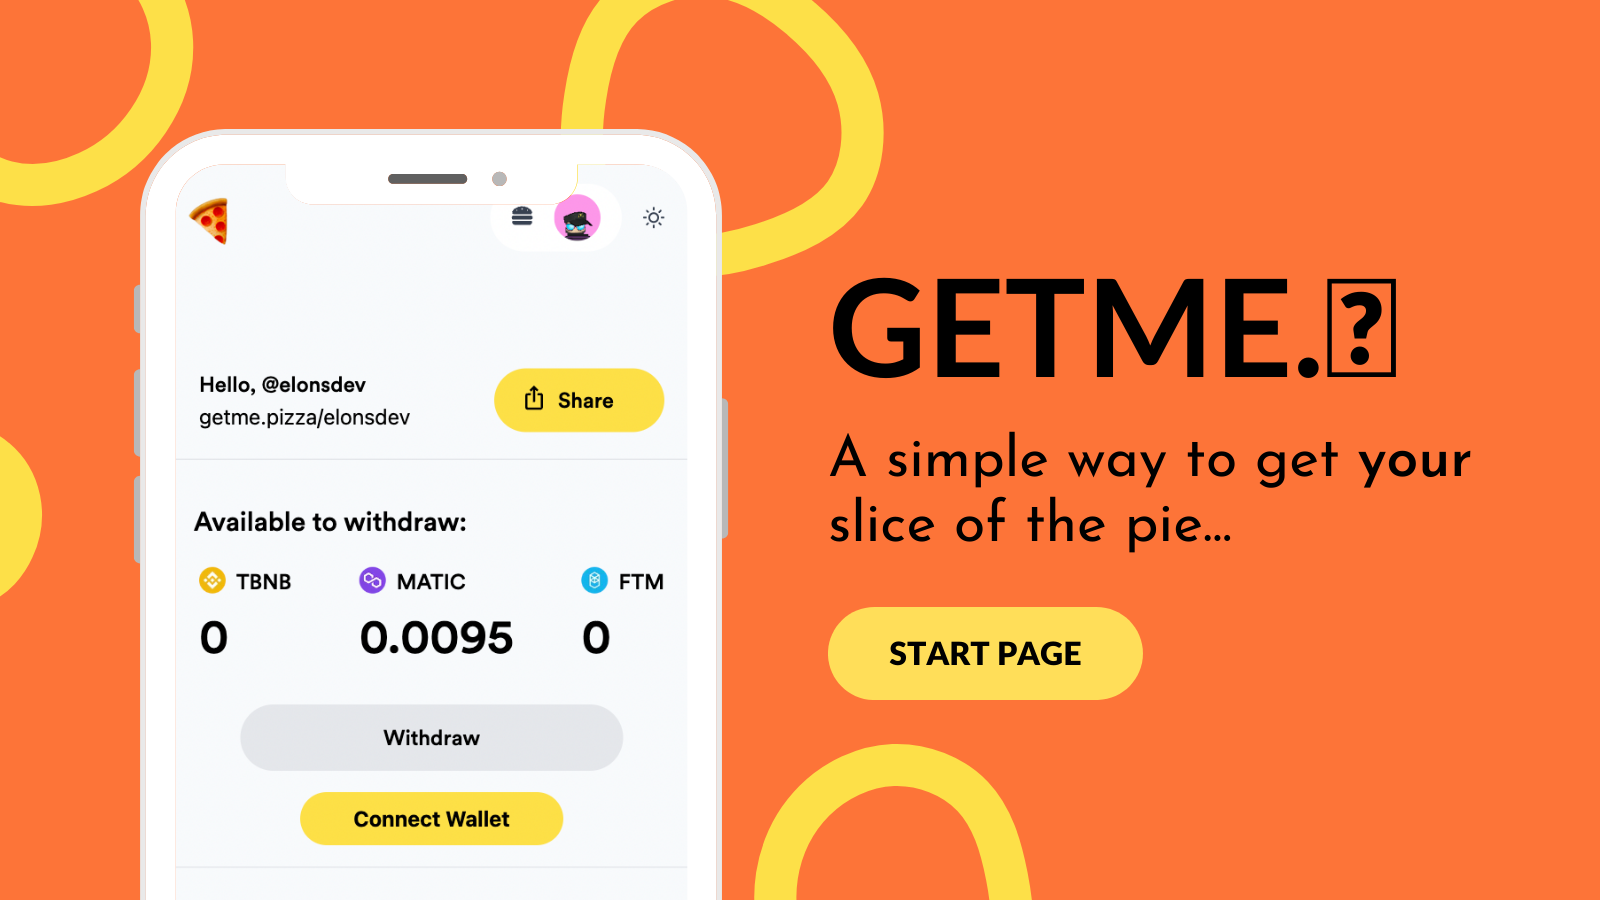 Hello, @elonsdev
getme.pizza/elonsdev
Share
Available to withdraw:
TBNB
MATIC
FTM
0
0.0095
0
Withdraw
Connect Wallet
GETME.⍰
A simple way to get your
slice of the pie...
START PAGE